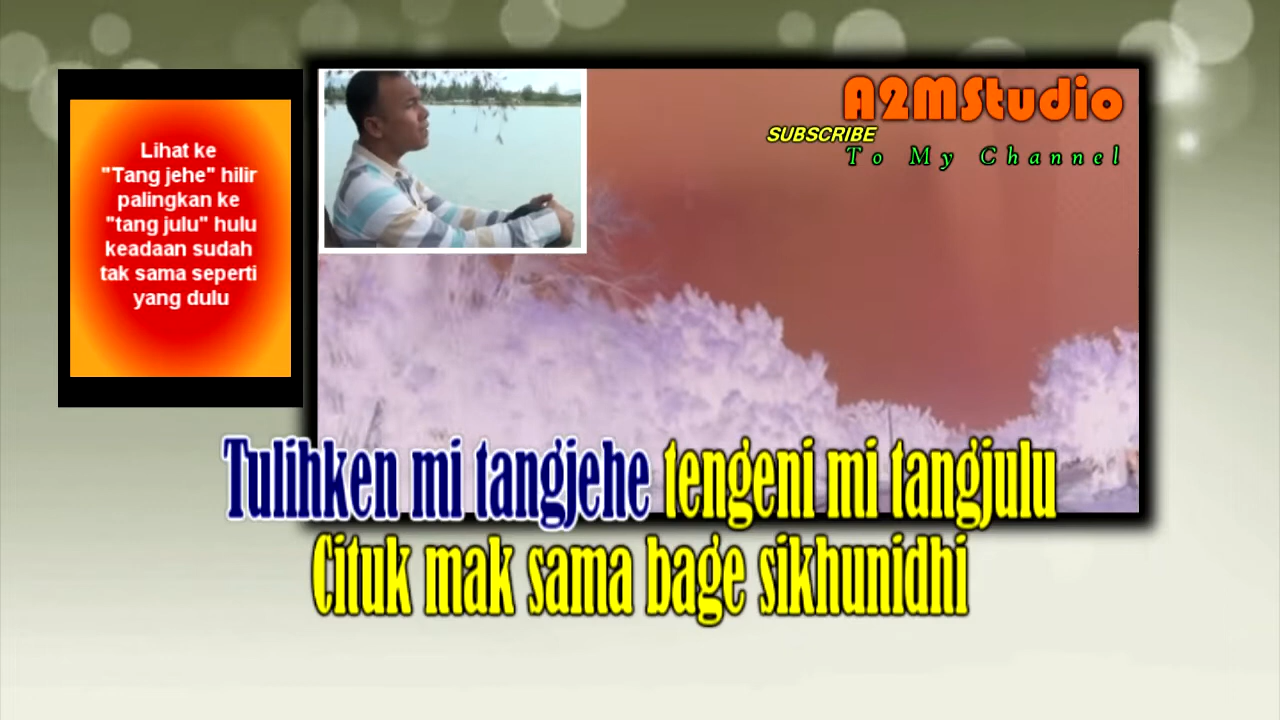 Lihat ke
"Tang jehe" hilir
palingkan ke
"tang julu" hulu
keadaan sudah
tak sama seperti
yang dulu
A2MStudio
SUBSCRIBE
To My Channel
Tulihken mi tangjehe tengeni mi tangjulu
Cituk mak sama bage sikhunidhi